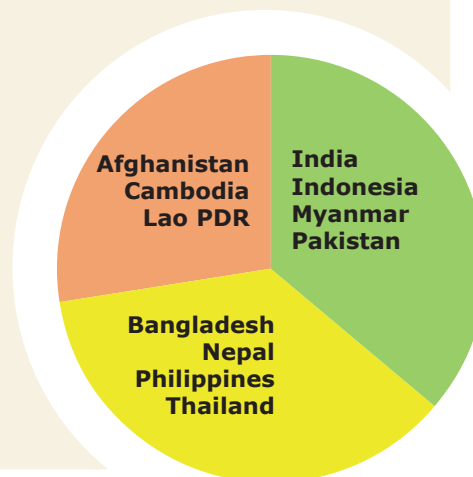 Afghanistan
Cambodia
Lao PDR
India
Indonesia
Myanmar
Pakistan
Bangladesh
Nepal
Philippines
Thailand